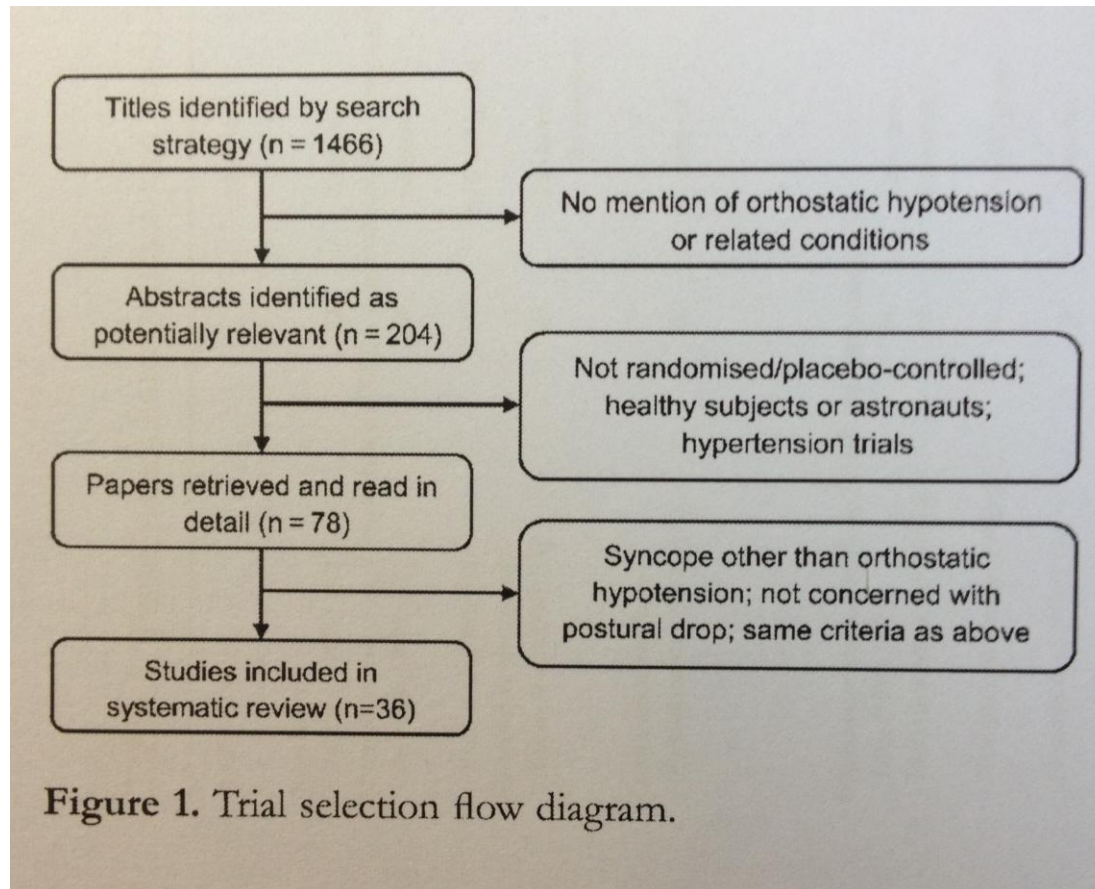 Titles identified by search
strategy (n = 1466)
No mention of orthostatic hypotension
or related conditions
Abstracts identified as
potentially relevant (n = 204)
Not randomised/placebo-controlled;
healthy subjects or astronauts;
hypertension trials
Papers retrieved and read in
detail (n = 78)
Syncope other than orthostatic
hypotension; not concerned with
postural drop; same criteria as above
Studies included in
systematic review (n=36)
Figure 1. Trial selection flow diagram.